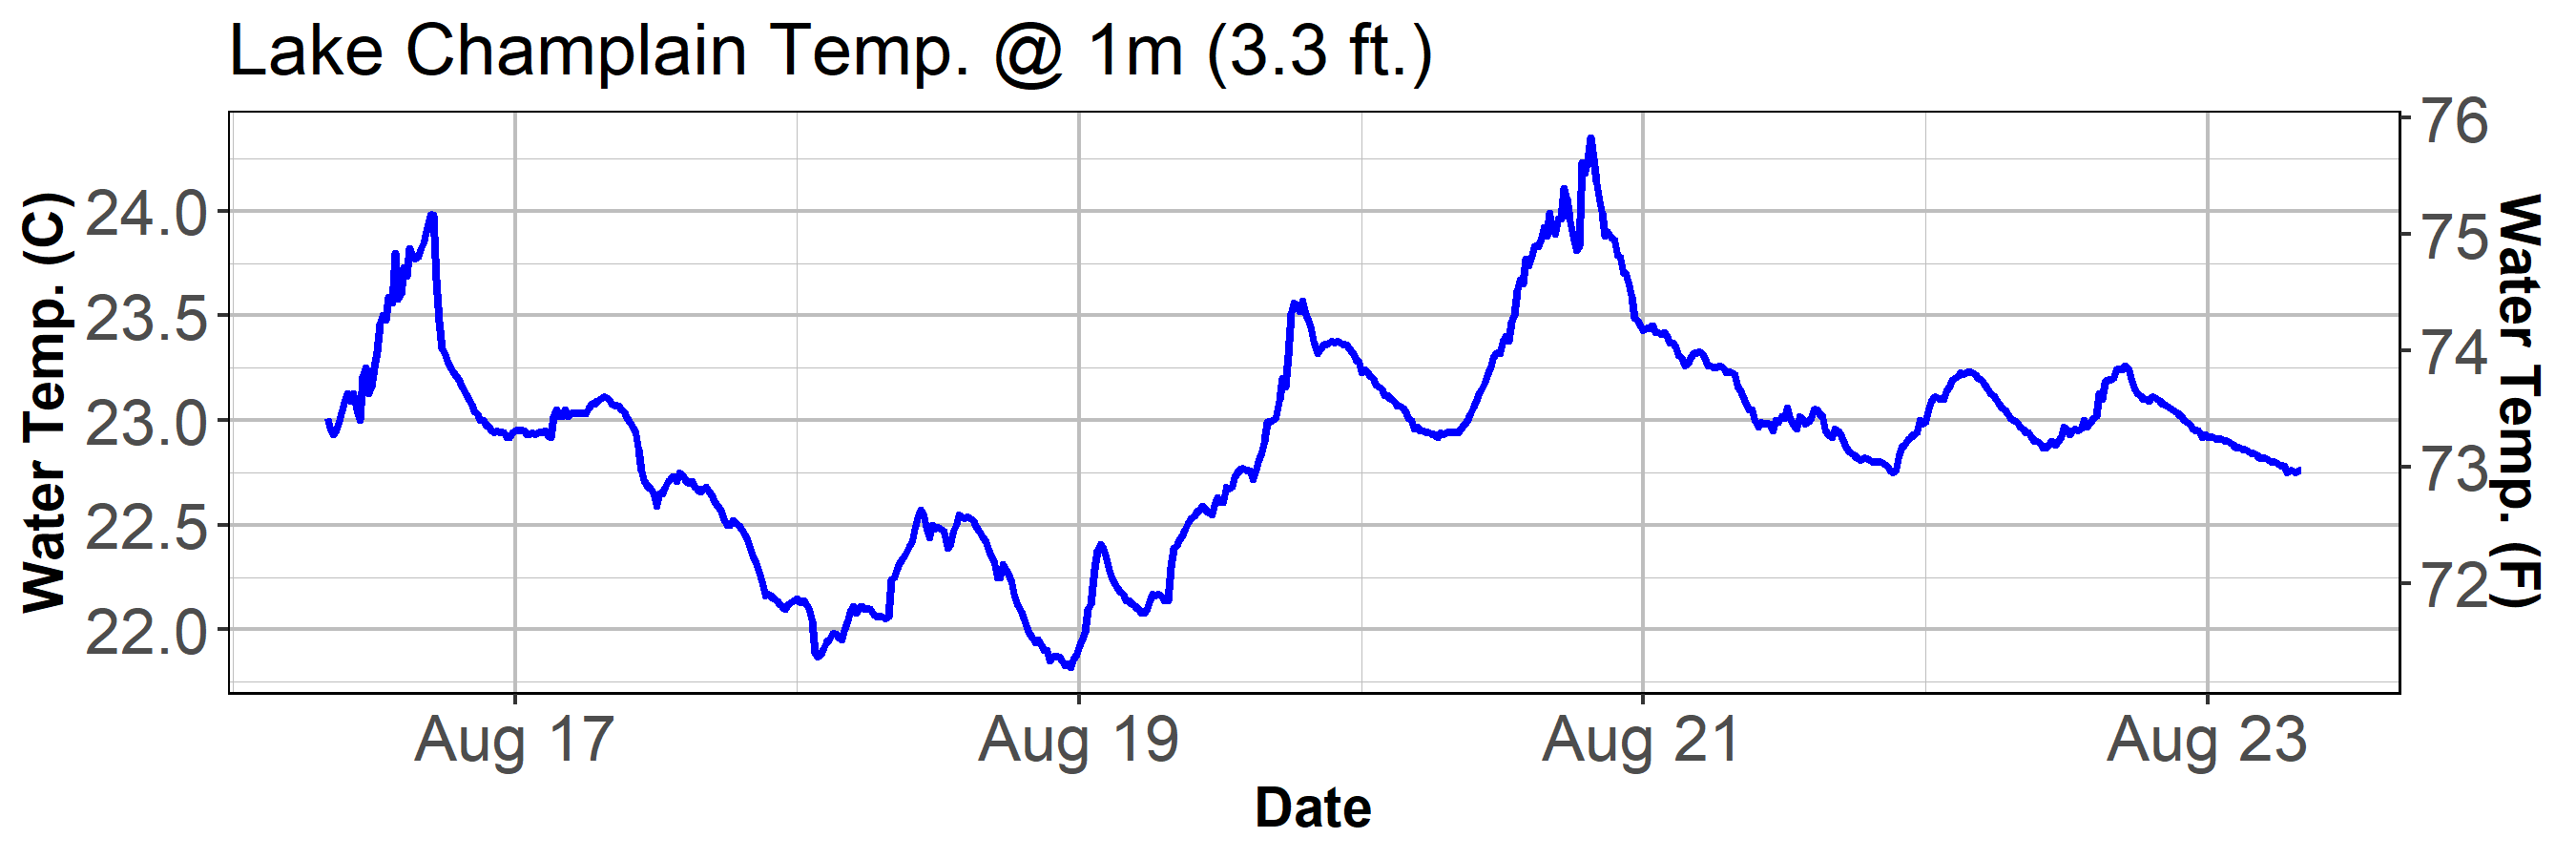 Lake Champlain Temp. @ 1m (3.3 ft.)
Water Temp. (C)
24.0
23.5
23.0
22.5
22.0
76
75
74
73
72
Water Temp. (F)
Aug 17
Aug 19
Aug 21
Aug 23
Date